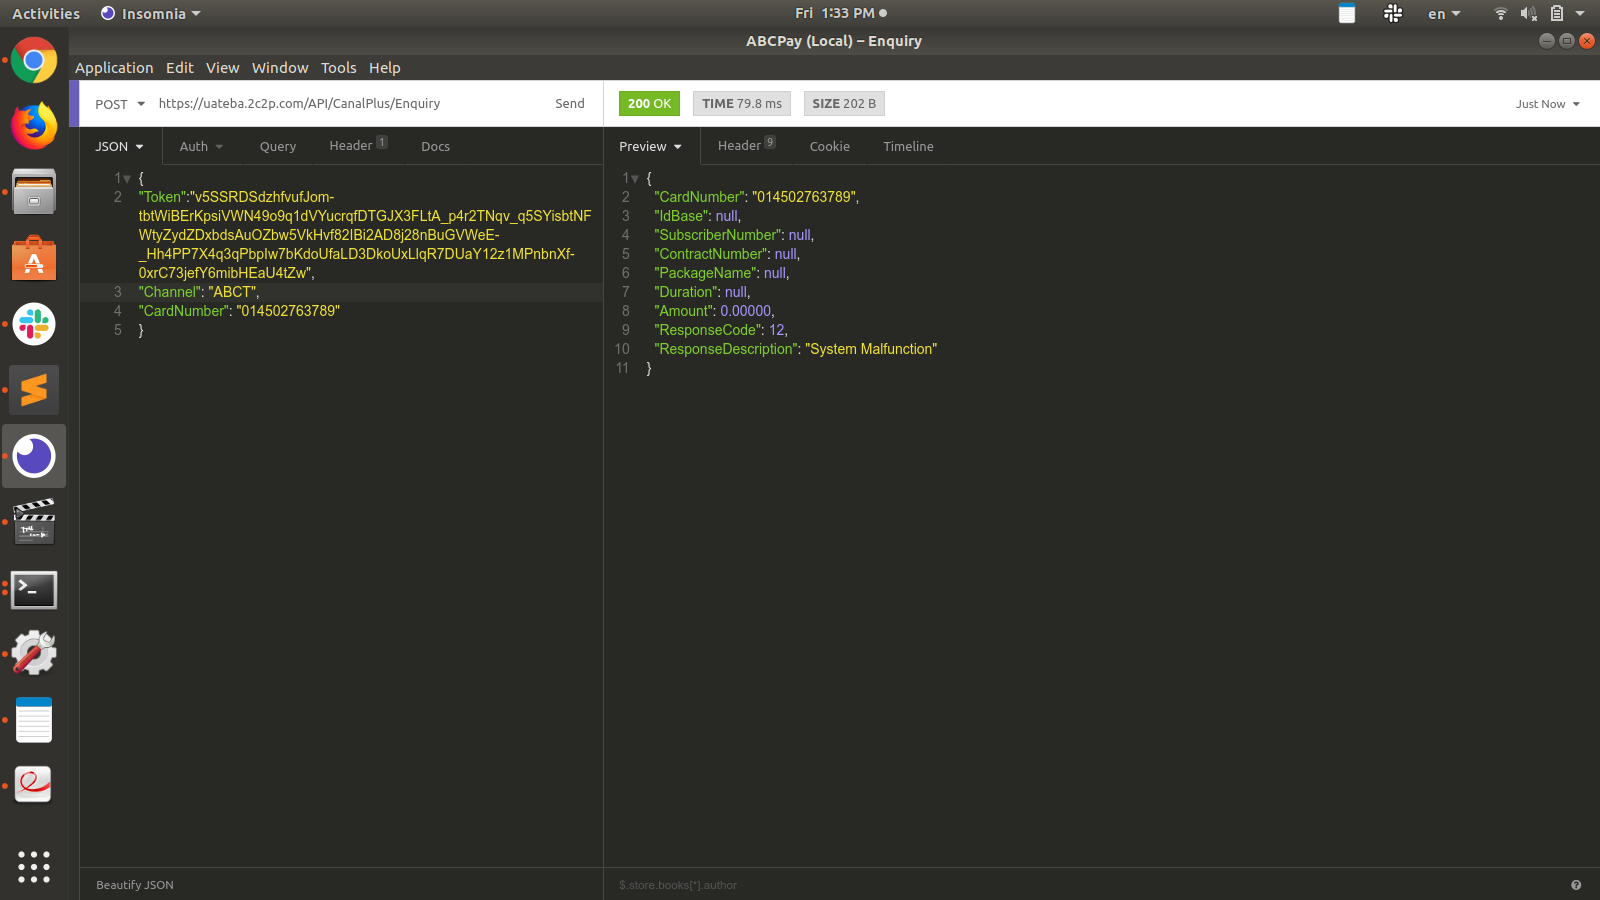 Activities
Insomnia
Fri 1:33 PM
en
ABCPay (Local) – Enquiry
Application Edit View Window Tools Help
POST https://uateba.2c2p.com/API/CanalPlus/Enquiry Send
200 OK TIME 79.8 ms SIZE 202 B Just Now
JSON Auth Query Header 1 Docs
Preview Header 9 Cookie Timeline
1 {
2 "Token":"v5SSRDSdzhfvufJom-
tbtWiBErKpsiVWN49o9q1dVYucrqfDTGJX3FLtA_p4r2TNqv_q5SYisbtNF
WtyZydZDxbdsAuOZbw5VkHvf82IBi2AD8j28nBuGVWeE-
_Hh4PP7X4q3qPbpIw7bKdoUfaLD3DkoUxLlqR7DUaY12z1MPnbnXf-
0xrC73jefY6mibHEaU4tZw",
3 "Channel": "ABCT",
4 "CardNumber": "014502763789"
5 }
1 {
2 "CardNumber": "014502763789",
3 "IdBase": null,
4 "SubscriberNumber": null,
5 "ContractNumber": null,
6 "PackageName": null,
7 "Duration": null,
8 "Amount": 0.00000,
9 "ResponseCode": 12,
10 "ResponseDescription": "System Malfunction"
11 }
Beautify JSON
$.store.books[*].author